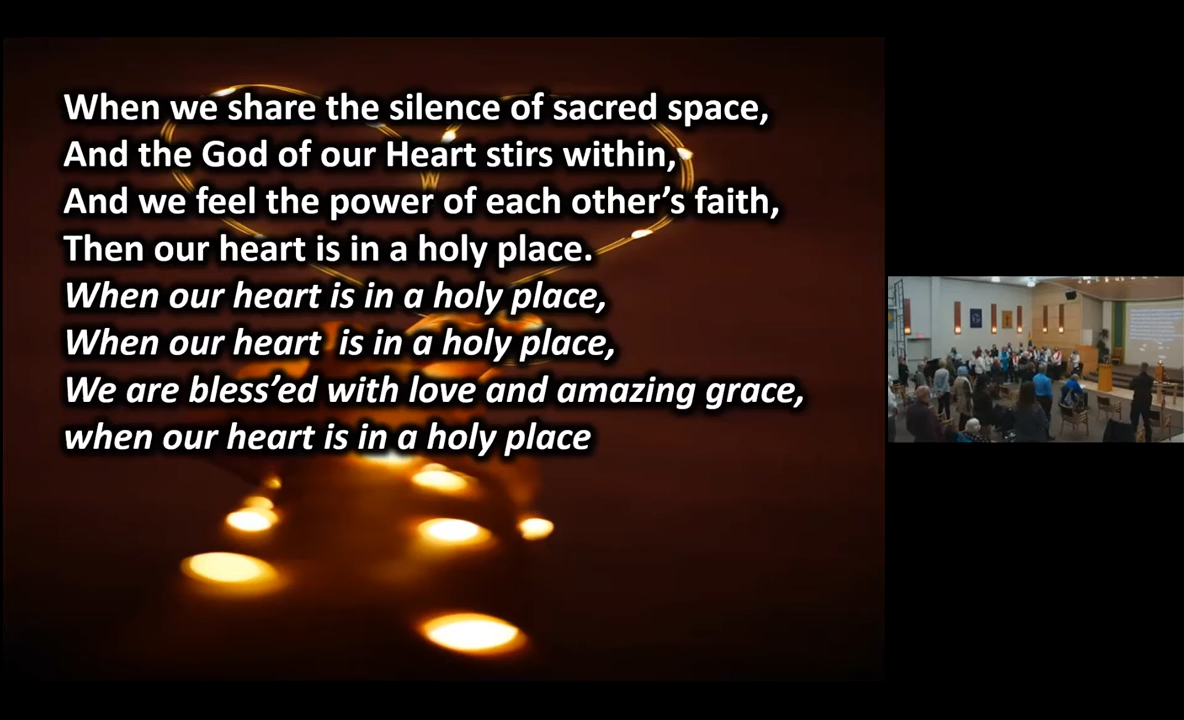 When we share the silence of sacred space,
And the God of our Heart stirs within,
And we feel the power of each other’s faith,
Then our heart is in a holy place.
When our heart is in a holy place,
When our heart  is in a holy place,
We are bless’ed with love and amazing grace,
when our heart is in a holy place